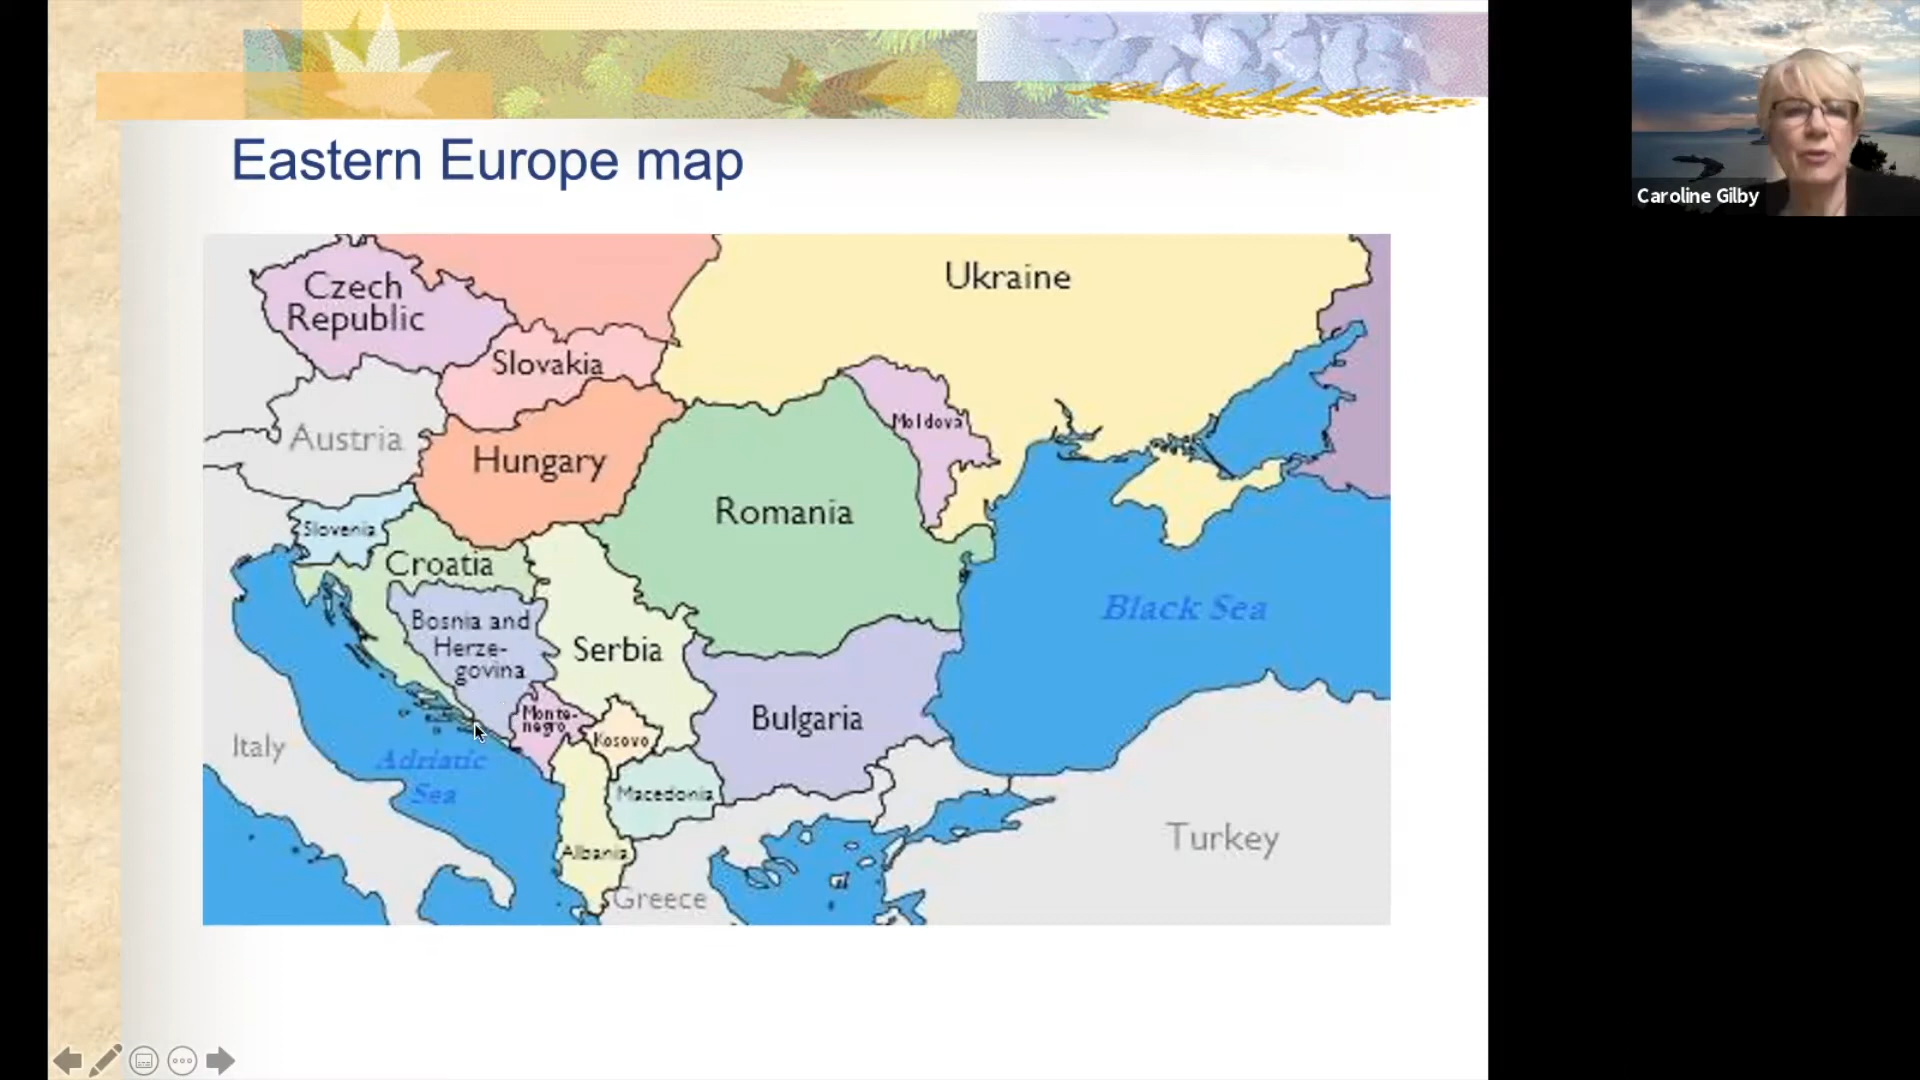 Eastern Europe map
Caroline Gilby
Czech
Republic
Ukraine
Slovakia
Austria
Moldova
Hungary
Romania
Slovenia
Croatia
Black Sea
Bosnia and
Herze-
govina
Serbia
Monte-
negro
Kosovo
Bulgaria
Italy
Adriatic
Sea
Macedonia
Turkey
Albania
Greece